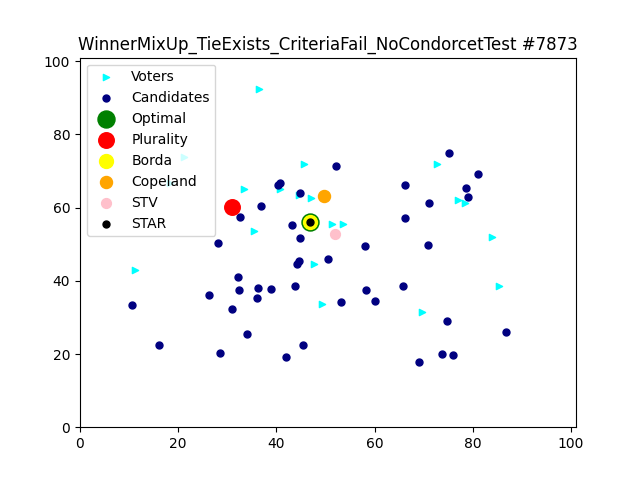 WinnerMixUp_TieExists_CriteriaFail_NoCondorcetTest #7873
100
80
60
40
20
0
Voters
Candidates
Optimal
Plurality
Borda
Copeland
STV
STAR
0 20 40 60 80 100